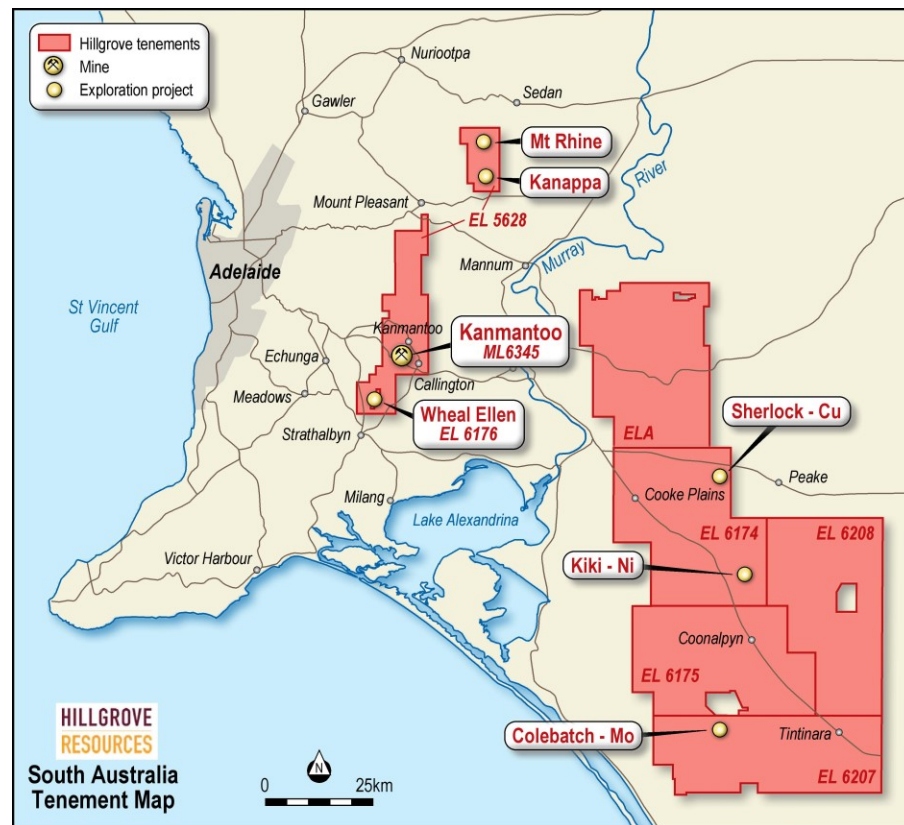 Hillgrove tenements
Mine
Exploration project
Nuriootpa
Sedan
Gawler
Mt Rhine
Kanappa
River
Mount Pleasant
EL 5628
Murray
Mannum
Adelaide
St Vincent
Gulf
Kanmantoo
Kanmantoo
ML6345
Echunga
Callington
Meadows
Wheal Ellen
EL 6176
Sherlock - Cu
Strathalbyn
ELA
Peake
Cooke Plains
Milang
Lake Alexandrina
EL 6174
EL 6208
Victor Harbour
Kiki - Ni
Coonalpyn
EL 6175
Colebatch - Mo
Tintinara
EL 6207
HILLGROVE
RESOURCES
South Australia
Tenement Map
N
0 25km